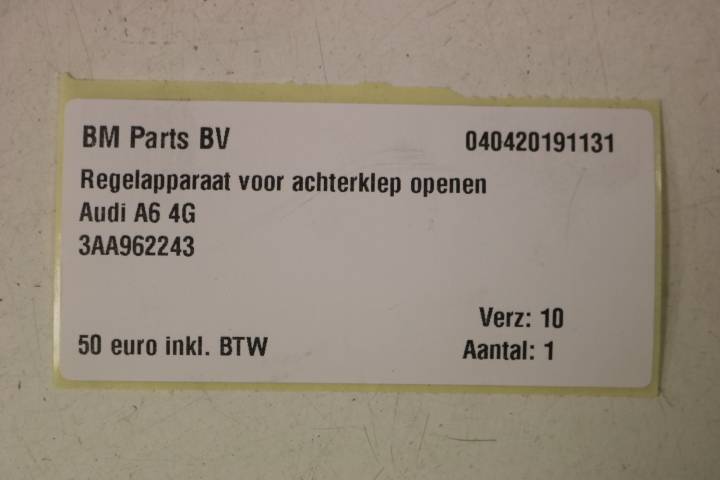 BM Parts BV 040420191131
Regelapparaat voor achterklep openen
Audi A6 4G
3AA962243
Verz: 10
50 euro inkl. BTW Aantal: 1